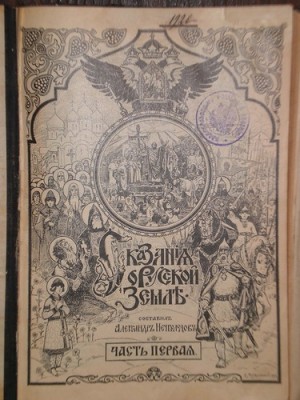 Сказанія
о Русской
Землѣ.
составилъ
Александръ Нечволодовъ
Часть первая